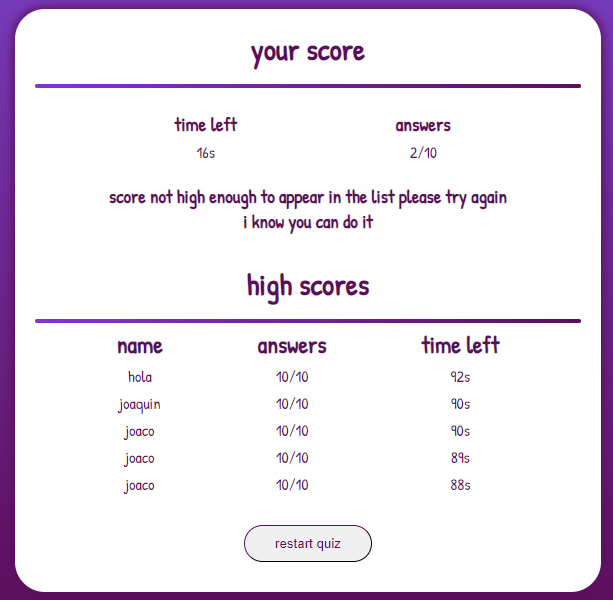 your score
time left answers
16s 2/10
score not high enough to appear in the list please try again
i know you can do it
high scores
name answers time left
hola 10/10 92s
joaquin 10/10 90s
joaco 10/10 90s
joaco 10/10 89s
joaco 10/10 88s
restart quiz